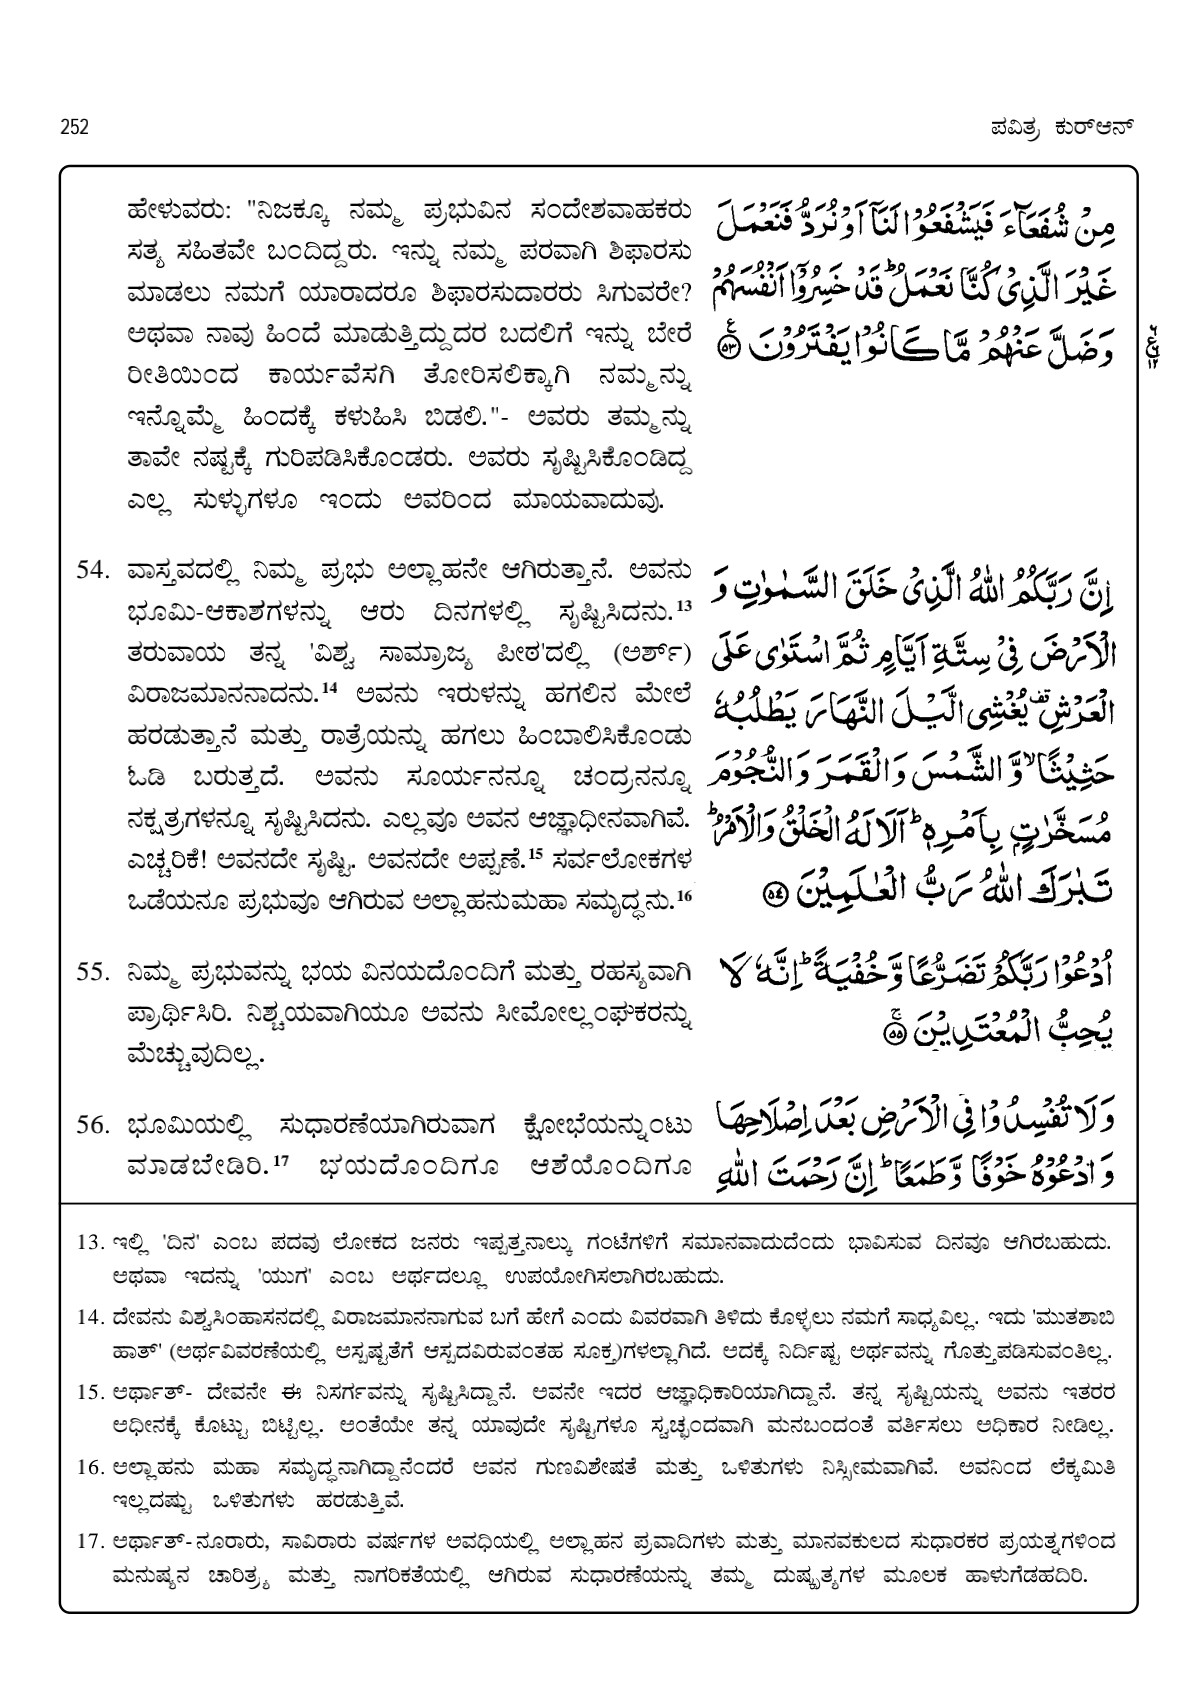 252
ಪವಿತ್ರ ಕುರ್‌ಆನ್
ಹೇಳುವರು: "ನಿಜಕ್ಕೂ ನಮ್ಮ ಪ್ರಭುವಿನ ಸಂದೇಶವಾಹಕರು
ಸತ್ಯ ಸಹಿತವೇ ಬಂದಿದ್ದರು. ಇನ್ನು ನಮ್ಮ ಪರವಾಗಿ ಶಿಫಾರಸು
ಮಾಡಲು ನಮಗೆ ಯಾರಾದರೂ ಶಿಫಾರಸುದಾರರು ಸಿಗುವರೇ?
ಅಥವಾ ನಾವು ಹಿಂದೆ ಮಾಡುತ್ತಿದ್ದುದರ ಬದಲಿಗೆ ಇನ್ನು ಬೇರೆ
ರೀತಿಯಿಂದ ಕಾರ್ಯವೆಸಗಿ ತೋರಿಸಲಿಕ್ಕಾಗಿ ನಮ್ಮನ್ನು
ಇನ್ನೊಮ್ಮೆ ಹಿಂದಕ್ಕೆ ಕಳುಹಿಸಿ ಬಿಡಲಿ."- ಅವರು ತಮ್ಮನ್ನು
ತಾವೇ ನಷ್ಟಕ್ಕೆ ಗುರಿಪಡಿಸಿಕೊಂಡರು. ಅವರು ಸೃಷ್ಟಿಸಿಕೊಂಡಿದ್ದ
ಎಲ್ಲ ಸುಳ್ಳುಗಳೂ ಇಂದು ಅವರಿಂದ ಮಾಯವಾದುವು.
مِنْ شُفَعَآءَ فَيَشْفَعُوْا لَنَآ اَوْ نُرَدُّ فَنَعْمَلَ
غَيْرَ الَّذِىْ كُنَّا نَعْمَلُ ؕ قَدْ خَسِرُوْۤا اَنْفُسَهُمْ
وَضَلَّ عَنْهُمْ مَّا كَانُوْا يَفْتَرُوْنَ ۝۵۳
54. ವಾಸ್ತವದಲ್ಲಿ ನಿಮ್ಮ ಪ್ರಭು ಅಲ್ಲಾಹನೇ ಆಗಿರುತ್ತಾನೆ. ಅವನು
ಭೂಮಿ-ಆಕಾಶಗಳನ್ನು ಆರು ದಿನಗಳಲ್ಲಿ ಸೃಷ್ಟಿಸಿದನು.13
ತರುವಾಯ ತನ್ನ 'ವಿಶ್ವ ಸಾಮ್ರಾಜ್ಯ ಪೀಠ'ದಲ್ಲಿ (ಅರ್ಶ್)
ವಿರಾಜಮಾನನಾದನು.14 ಅವನು ಇರುಳನ್ನು ಹಗಲಿನ ಮೇಲೆ
ಹರಡುತ್ತಾನೆ ಮತ್ತು ರಾತ್ರೆಯನ್ನು ಹಗಲು ಹಿಂಬಾಲಿಸಿಕೊಂಡು
ಓಡಿ ಬರುತ್ತದೆ. ಅವನು ಸೂರ್ಯನನ್ನೂ ಚಂದ್ರನನ್ನೂ
ನಕ್ಷತ್ರಗಳನ್ನೂ ಸೃಷ್ಟಿಸಿದನು. ಎಲ್ಲವೂ ಅವನ ಆಜ್ಞಾಧೀನವಾಗಿವೆ.
ಎಚ್ಚರಿಕೆ! ಅವನದೇ ಸೃಷ್ಟಿ. ಅವನದೇ ಅಪ್ಪಣೆ.15 ಸರ್ವಲೋಕಗಳ
ಒಡೆಯನೂ ಪ್ರಭುವೂ ಆಗಿರುವ ಅಲ್ಲಾಹನುಮಹಾ ಸಮೃದ್ಧನು.16
اِنَّ رَبَّكُمُ اللّٰهُ الَّذِىْ خَلَقَ السَّمٰوٰتِ وَ
الْاَرْضَ فِىْ سِتَّةِ اَيَّامٍ ثُمَّ اسْتَوٰى عَلَى
الْعَرْشِ ۟ يُغْشِى الَّيْلَ النَّهَارَ يَطْلُبُهٗ
حَثِيْثًا ۙ وَّالشَّمْسَ وَالْقَمَرَ وَالنُّجُوْمَ
مُسَخَّرٰتٍۭ بِاَمْرِهٖ ؕ اَلَا لَهُ الْخَلْقُ وَالْاَمْرُ ؕ
تَبٰرَكَ اللّٰهُ رَبُّ الْعٰلَمِيْنَ ۝۵۴
55. ನಿಮ್ಮ ಪ್ರಭುವನ್ನು ಭಯ ವಿನಯದೊಂದಿಗೆ ಮತ್ತು ರಹಸ್ಯವಾಗಿ
ಪ್ರಾರ್ಥಿಸಿರಿ. ನಿಶ್ಚಯವಾಗಿಯೂ ಅವನು ಸೀಮೋಲ್ಲಂಘಕರನ್ನು
ಮೆಚ್ಚುವುದಿಲ್ಲ.
اُدْعُوْا رَبَّكُمْ تَضَرُّعًا وَّخُفْيَةً ؕ اِنَّهٗ لَا
يُحِبُّ الْمُعْتَدِيْنَ ۝۵۵
56. ಭೂಮಿಯಲ್ಲಿ ಸುಧಾರಣೆಯಾಗಿರುವಾಗ ಕ್ಷೋಭೆಯನ್ನುಂಟು
ಮಾಡಬೇಡಿರಿ.17 ಭಯದೊಂದಿಗೂ ಆಶೆಯೊಂದಿಗೂ
وَلَا تُفْسِدُوْا فِى الْاَرْضِ بَعْدَ اِصْلَاحِهَا
وَادْعُوْهُ خَوْفًا وَّطَمَعًا ؕ اِنَّ رَحْمَتَ اللّٰهِ
13. ಇಲ್ಲಿ 'ದಿನ' ಎಂಬ ಪದವು ಲೋಕದ ಜನರು ಇಪ್ಪತ್ತನಾಲ್ಕು ಗಂಟೆಗಳಿಗೆ ಸಮಾನವಾದುದೆಂದು ಭಾವಿಸುವ ದಿನವೂ ಆಗಿರಬಹುದು.
ಅಥವಾ ಇದನ್ನು 'ಯುಗ' ಎಂಬ ಅರ್ಥದಲ್ಲೂ ಉಪಯೋಗಿಸಲಾಗಿರಬಹುದು.
14. ದೇವನು ವಿಶ್ವಸಿಂಹಾಸನದಲ್ಲಿ ವಿರಾಜಮಾನನಾಗುವ ಬಗೆ ಹೇಗೆ ಎಂದು ವಿವರವಾಗಿ ತಿಳಿದು ಕೊಳ್ಳಲು ನಮಗೆ ಸಾಧ್ಯವಿಲ್ಲ. ಇದು 'ಮುತಶಾಬಿ
ಹಾತ್' (ಅರ್ಥವಿವರಣೆಯಲ್ಲಿ ಅಸ್ಪಷ್ಟತೆಗೆ ಆಸ್ಪದವಿರುವಂತಹ ಸೂಕ್ತ)ಗಳಲ್ಲಾಗಿದೆ. ಅದಕ್ಕೆ ನಿರ್ದಿಷ್ಟ ಅರ್ಥವನ್ನು ಗೊತ್ತುಪಡಿಸುವಂತಿಲ್ಲ.
15. ಅರ್ಥಾತ್- ದೇವನೇ ಈ ನಿಸರ್ಗವನ್ನು ಸೃಷ್ಟಿಸಿದ್ದಾನೆ. ಅವನೇ ಇದರ ಆಜ್ಞಾಧಿಕಾರಿಯಾಗಿದ್ದಾನೆ. ತನ್ನ ಸೃಷ್ಟಿಯನ್ನು ಅವನು ಇತರರ
ಅಧೀನಕ್ಕೆ ಕೊಟ್ಟು ಬಿಟ್ಟಿಲ್ಲ. ಅಂತೆಯೇ ತನ್ನ ಯಾವುದೇ ಸೃಷ್ಟಿಗಳೂ ಸ್ವಚ್ಛಂದವಾಗಿ ಮನಬಂದಂತೆ ವರ್ತಿಸಲು ಅಧಿಕಾರ ನೀಡಿಲ್ಲ.
16. ಅಲ್ಲಾಹನು ಮಹಾ ಸಮೃದ್ಧನಾಗಿದ್ದಾನೆಂದರೆ ಅವನ ಗುಣವಿಶೇಷತೆ ಮತ್ತು ಒಳಿತುಗಳು ನಿಸ್ಸೀಮವಾಗಿವೆ. ಅವನಿಂದ ಲೆಕ್ಕಮಿತಿ
ಇಲ್ಲದಷ್ಟು ಒಳಿತುಗಳು ಹರಡುತ್ತಿವೆ.
17. ಅರ್ಥಾತ್-ನೂರಾರು, ಸಾವಿರಾರು ವರ್ಷಗಳ ಅವಧಿಯಲ್ಲಿ ಅಲ್ಲಾಹನ ಪ್ರವಾದಿಗಳು ಮತ್ತು ಮಾನವಕುಲದ ಸುಧಾರಕರ ಪ್ರಯತ್ನಗಳಿಂದ
ಮನುಷ್ಯನ ಚಾರಿತ್ರ್ಯ ಮತ್ತು ನಾಗರಿಕತೆಯಲ್ಲಿ ಆಗಿರುವ ಸುಧಾರಣೆಯನ್ನು ತಮ್ಮ ದುಷ್ಕೃತ್ಯಗಳ ಮೂಲಕ ಹಾಳುಗೆಡಹದಿರಿ.